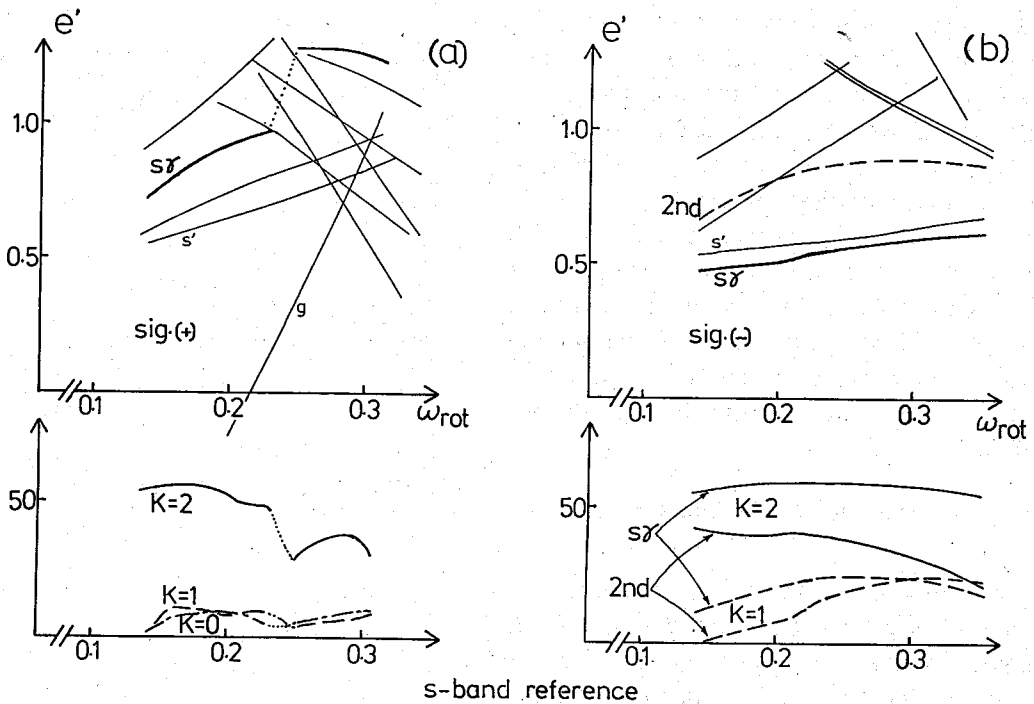 e'
(a)
1.0
sγ
s'
0.5
g
sig.(+)
0.1
0.2
0.3
ωrot
50
K=2
K=1
K=0
0.1
0.2
0.3
e'
(b)
1.0
2nd
s'
0.5
sγ
sig.(-)
0.1
0.2
0.3
ωrot
50
K=2
sγ
2nd
K=1
0.1
0.2
0.3
s-band reference